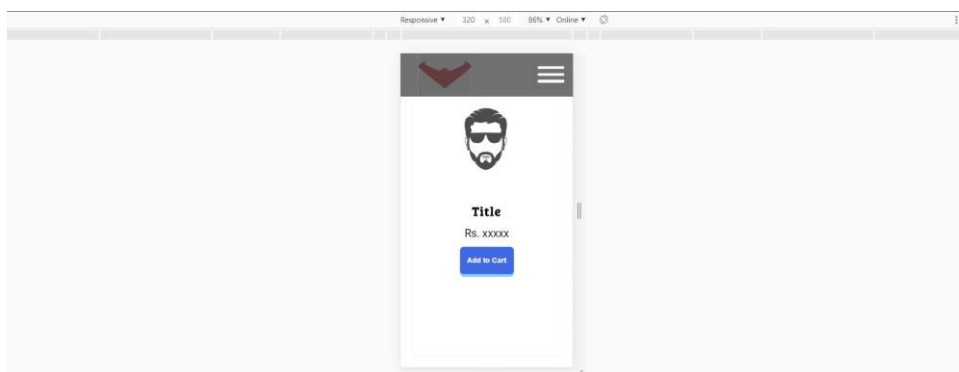 Responsive ▼ 320 x 580 86% ▼ Online ▼
Title
Rs. xxxxx
Add to Cart